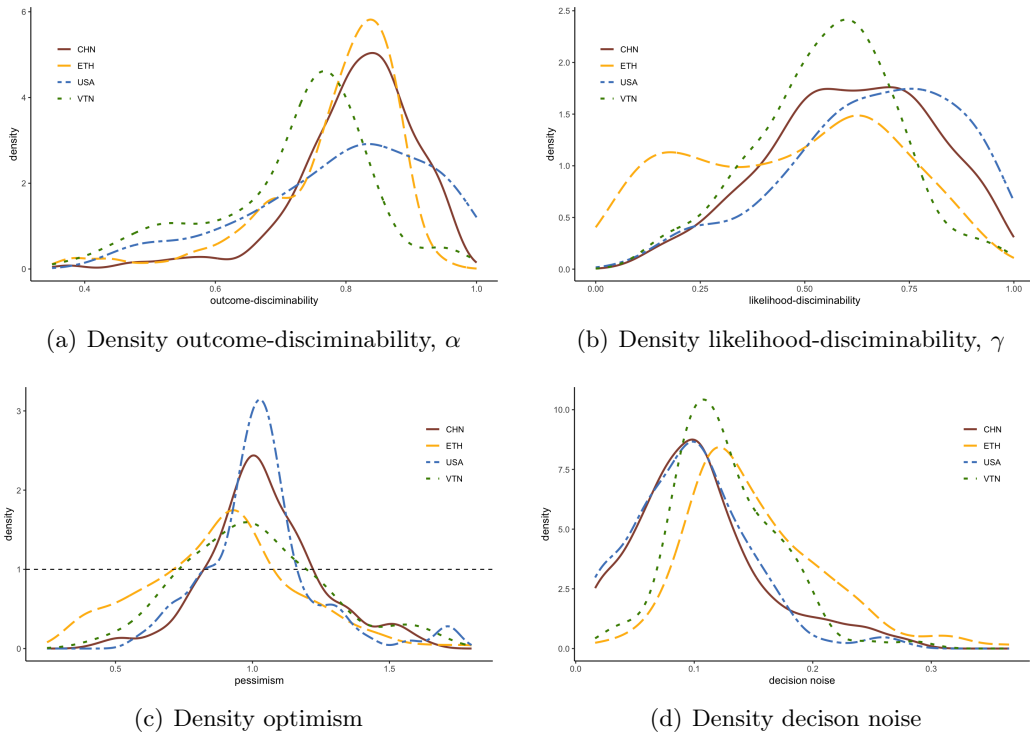 6
4
2
0
density
CHN
ETH
USA
VTN
0.4 0.6 0.8 1.0
outcome-disciminability
(a) Density outcome-disciminability, α
2.5
2.0
1.5
1.0
0.5
0.0
density
CHN
ETH
USA
VTN
0.00 0.25 0.50 0.75 1.00
likelihood-disciminability
(b) Density likelihood-disciminability, γ
3
2
1
0
density
CHN
ETH
USA
VTN
0.5 1.0 1.5
pessimism
(c) Density optimism
10.0
7.5
5.0
2.5
0.0
density
CHN
ETH
USA
VTN
0.0 0.1 0.2 0.3
decision noise
(d) Density decison noise